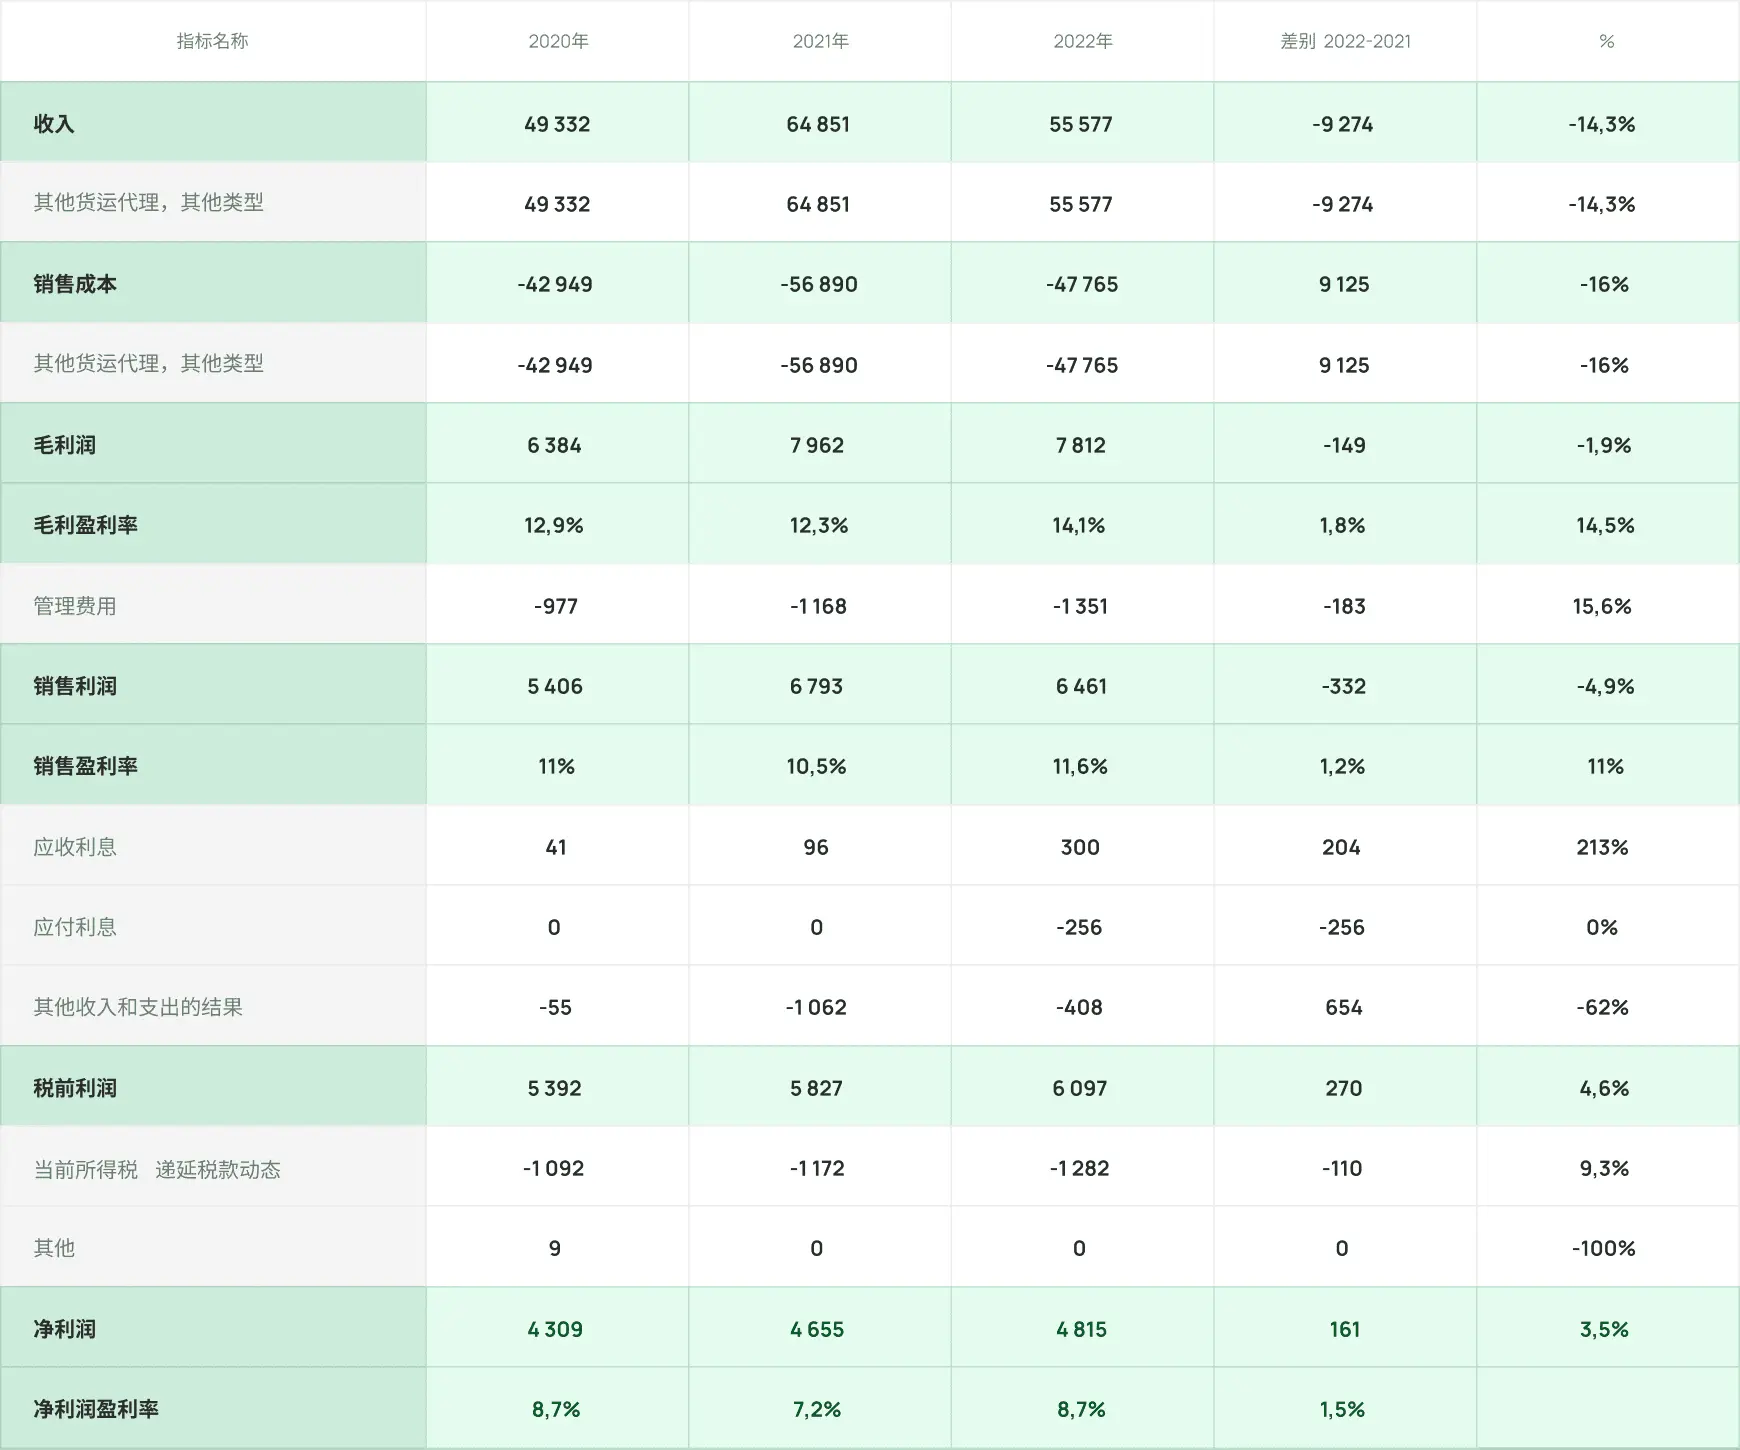 指标名称 2020年 2021年 2022年 差别 2022-2021 %
收入 49 332 64 851 55 577 -9 274 -14,3%
其他货运代理，其他类型 49 332 64 851 55 577 -9 274 -14,3%
销售成本 -42 949 -56 890 -47 765 9 125 -16%
其他货运代理，其他类型 -42 949 -56 890 -47 765 9 125 -16%
毛利润 6 384 7 962 7 812 -149 -1,9%
毛利盈利率 12,9% 12,3% 14,1% 1,8% 14,5%
管理费用 -977 -1 168 -1 351 -183 15,6%
销售利润 5 406 6 793 6 461 -332 -4,9%
销售盈利率 11% 10,5% 11,6% 1,2% 11%
应收利息 41 96 300 204 213%
应付利息 0 0 -256 -256 0%
其他收入和支出的结果 -55 -1 062 -408 654 -62%
税前利润 5 392 5 827 6 097 270 4,6%
当前所得税 递延税款动态 -1 092 -1 172 -1 282 -110 9,3%
其他 9 0 0 0 -100%
净利润 4 309 4 655 4 815 161 3,5%
净利润盈利率 8,7% 7,2% 8,7% 1,5%